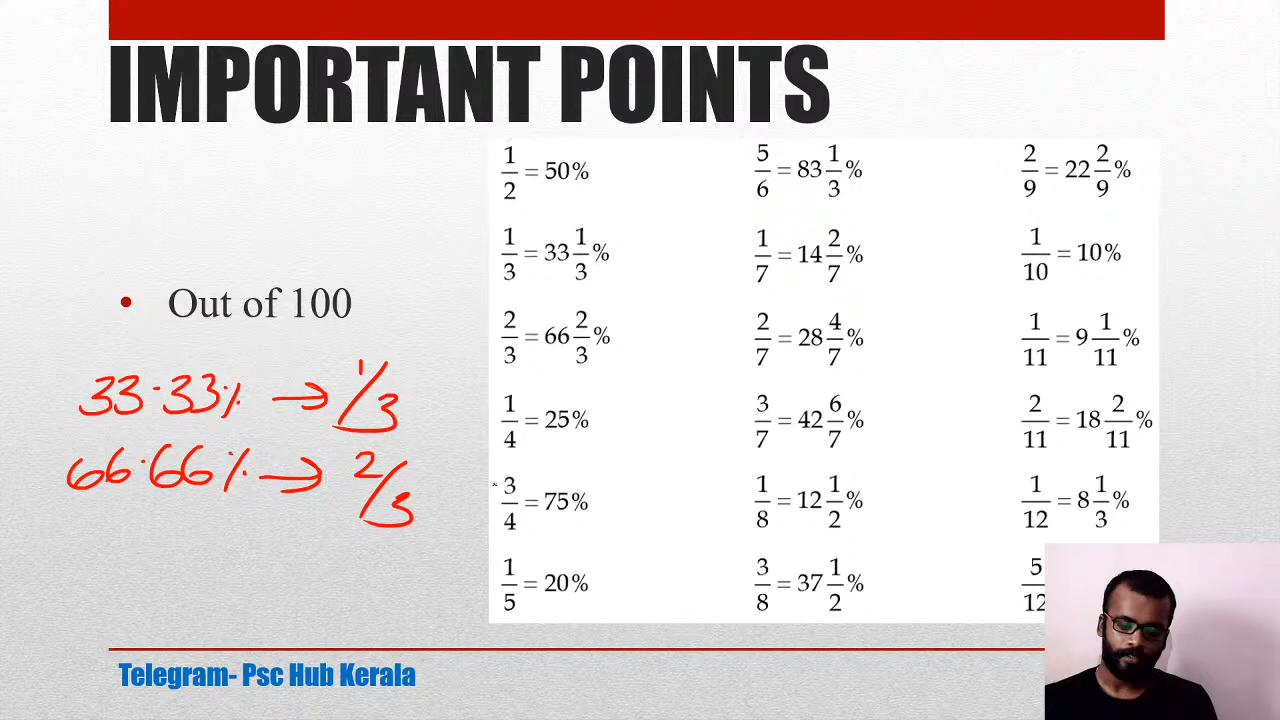 IMPORTANT POINTS
• Out of 100
33.33% → 1/3
66.66% → 2/3
1/2 = 50%
1/3 = 33 1/3 %
2/3 = 66 2/3 %
1/4 = 25%
3/4 = 75%
1/5 = 20%
5/6 = 83 1/3 %
1/7 = 14 2/7 %
2/7 = 28 4/7 %
3/7 = 42 6/7 %
1/8 = 12 1/2 %
3/8 = 37 1/2 %
2/9 = 22 2/9 %
1/10 = 10%
1/11 = 9 1/11 %
2/11 = 18 2/11 %
1/12 = 8 1/3 %
5/12
Telegram- Psc Hub Kerala